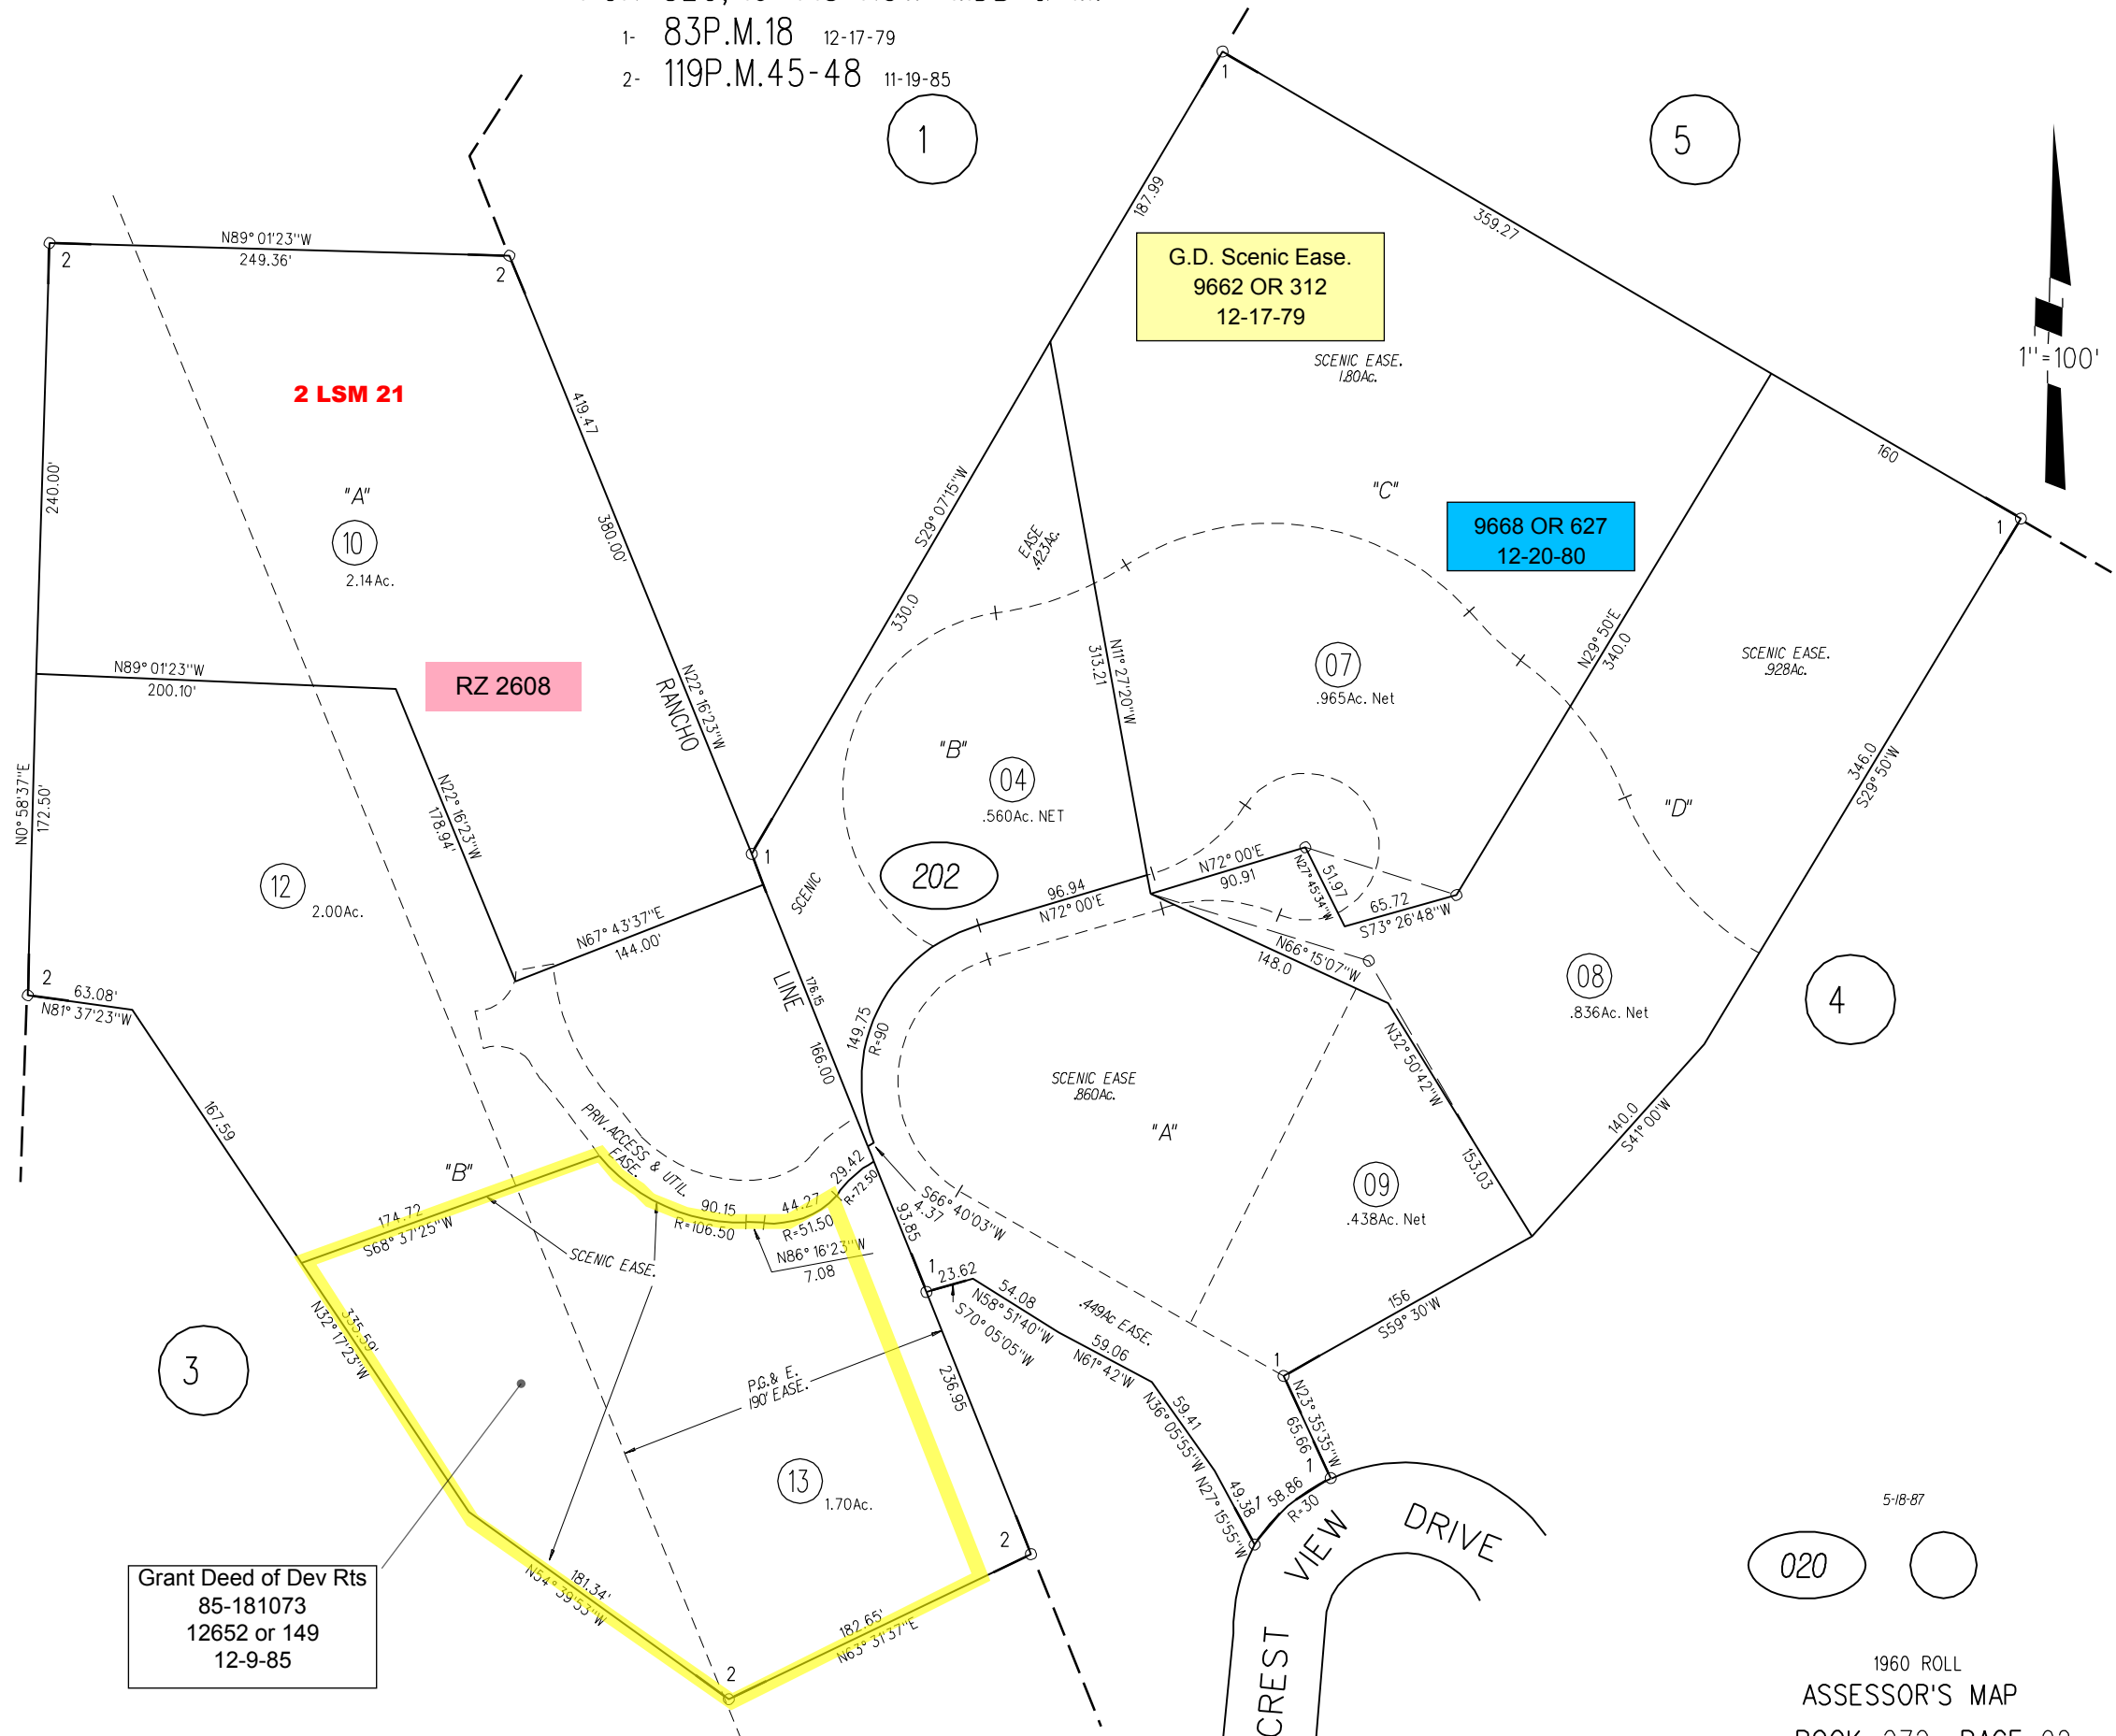 1- 83P.M.18 12-17-79
2- 119P.M.45-48 11-19-85
1
5
1
187.99
359.27
1"=100'
G.D. Scenic Ease.
9662 OR 312
12-17-79
SCENIC EASE.
1.80Ac.
2
N89° 01'23"W
249.36'
2
2 LSM 21
419.47
240.00'
"A"
10
2.14Ac.
380.00'
S29° 07'15"W
330.0
EASE
.423Ac.
"C"
9668 OR 627
12-20-80
160
1
N29° 50'E
340.0
SCENIC EASE.
.928Ac.
N89° 01'23"W
200.10'
RZ 2608
N22° 16'23"W
RANCHO
N11° 27'20"W
313.21
07
.965Ac. Net
"B"
04
.560Ac. NET
346.0
S29° 50'W
"D"
N0° 58'37"E
172.50'
N22° 16'23"W
178.94'
12
2.00Ac.
1
SCENIC
202
96.94
N72° 00'E
N72° 00'E
90.91
51.97
N27° 45'34"W
65.72
S73° 26'48"W
N67° 43'37"E
144.00'
LINE
176.15
166.00
N66° 15'07"W
148.0
08
.836Ac. Net
4
2
63.08'
N81° 37'23"W
149.75
R=90
SCENIC EASE
.860Ac.
N32° 50'42"W
153.03
140.0
S41° 00'W
167.59
PRIV. ACCESS & UTIL.
EASE.
"B"
"A"
09
.438Ac. Net
174.72
S68° 37'25"W
90.15
R=106.50
44.27
R=51.50
29.42
R=72.50
N86° 16'23"W
7.08
93.85
S66° 40'03"W
4.37
SCENIC EASE.
1
23.62
S70° 05'05"W
54.08
N58° 51'40"W
59.06
N61° 42'W
.449Ac EASE.
156
S59° 30'W
335.59'
N32° 17'23"W
3
P.G.& E.
190' EASE.
236.95
59.41
N36° 05'55"W
1
N23° 35'35"W
65.66
1
13
1.70Ac.
49.38
N27° 15'55"W
1
58.86
R=30
2
CREST
VIEW
DRIVE
181.34'
N54° 39'53"W
182.65'
N63° 31'37"E
2
Grant Deed of Dev Rts
85-181073
12652 or 149
12-9-85
5-18-87
020
1960 ROLL
ASSESSOR'S MAP